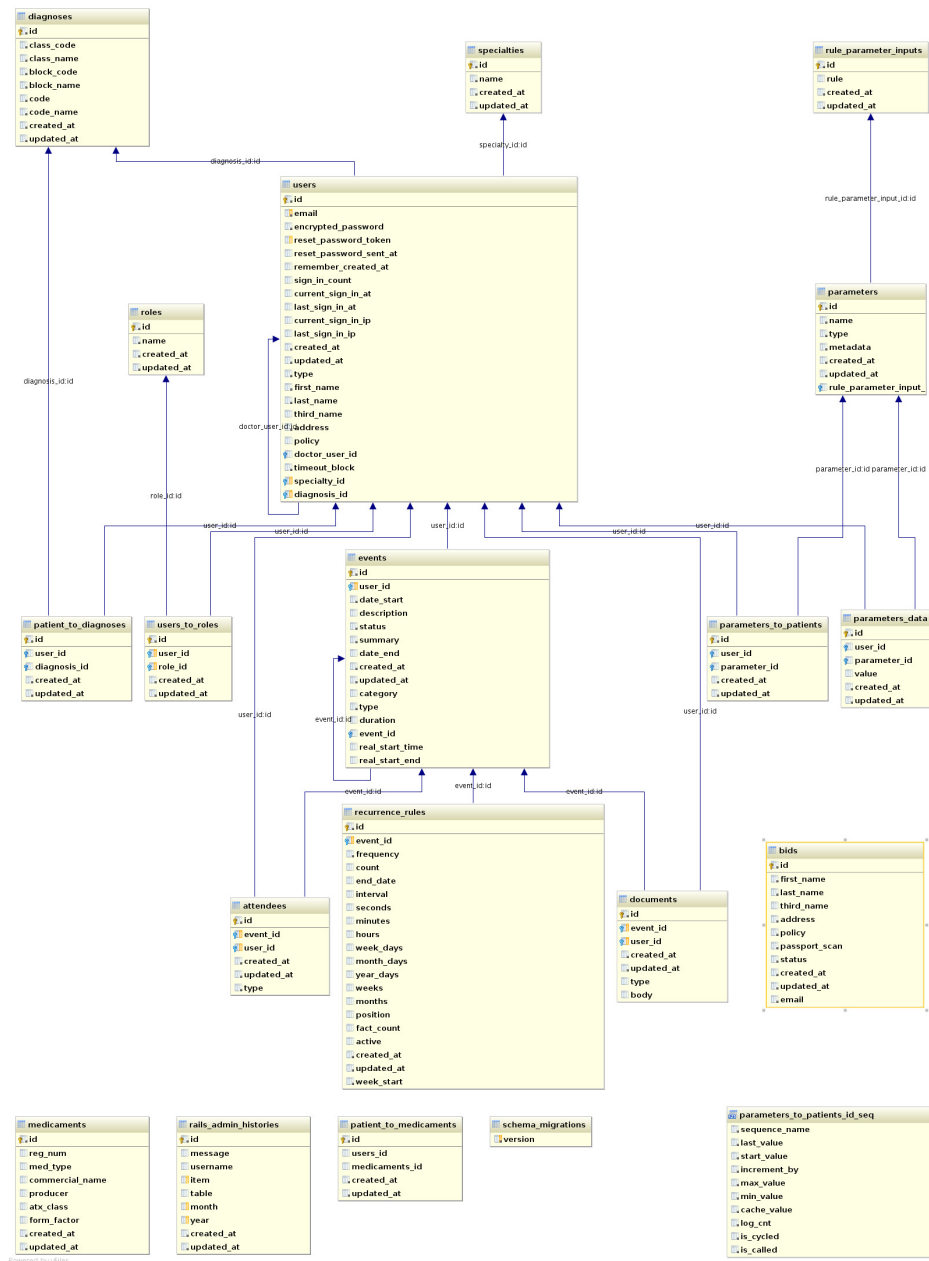 diagnoses
id
class_code
class_name
block_code
block_name
code
code_name
created_at
updated_at
specialties
id
name
created_at
updated_at
rule_parameter_inputs
id
rule
created_at
updated_at
diagnosis_id:id
specialty_id:id
rule_parameter_input_id:id
users
id
email
encrypted_password
reset_password_token
reset_password_sent_at
remember_created_at
sign_in_count
current_sign_in_at
last_sign_in_at
current_sign_in_ip
last_sign_in_ip
created_at
updated_at
type
first_name
last_name
third_name
address
policy
doctor_user_id
timeout_block
specialty_id
diagnosis_id
roles
id
name
created_at
updated_at
parameters
id
name
type
metadata
created_at
updated_at
rule_parameter_input_
diagnosis_id:id
doctor_user_id:id
parameter_id:id
parameter_id:id
role_id:id
user_id:id
user_id:id
user_id:id
user_id:id
user_id:id
events
id
user_id
date_start
description
status
summary
date_end
created_at
updated_at
category
type
duration
event_id
real_start_time
real_start_end
patient_to_diagnoses
id
user_id
diagnosis_id
created_at
updated_at
users_to_roles
id
user_id
role_id
created_at
updated_at
parameters_to_patients
id
user_id
parameter_id
created_at
updated_at
parameters_data
id
user_id
parameter_id
value
created_at
updated_at
user_id:id
event_id:id
user_id:id
event_id:id
event_id:id
event_id:id
recurrence_rules
id
event_id
frequency
count
end_date
interval
seconds
minutes
hours
week_days
month_days
year_days
weeks
months
position
fact_count
active
created_at
updated_at
week_start
attendees
id
event_id
user_id
created_at
updated_at
type
documents
id
event_id
user_id
created_at
updated_at
type
body
bids
id
first_name
last_name
third_name
address
policy
passport_scan
status
created_at
updated_at
email
medicaments
id
reg_num
med_type
commercial_name
producer
atx_class
form_factor
created_at
updated_at
rails_admin_histories
id
message
username
item
table
month
year
created_at
updated_at
patient_to_medicaments
id
users_id
medicaments_id
created_at
updated_at
schema_migrations
version
parameters_to_patients_id_seq
sequence_name
last_value
start_value
increment_by
max_value
min_value
cache_value
log_cnt
is_cycled
is_called
Powered by yFiles